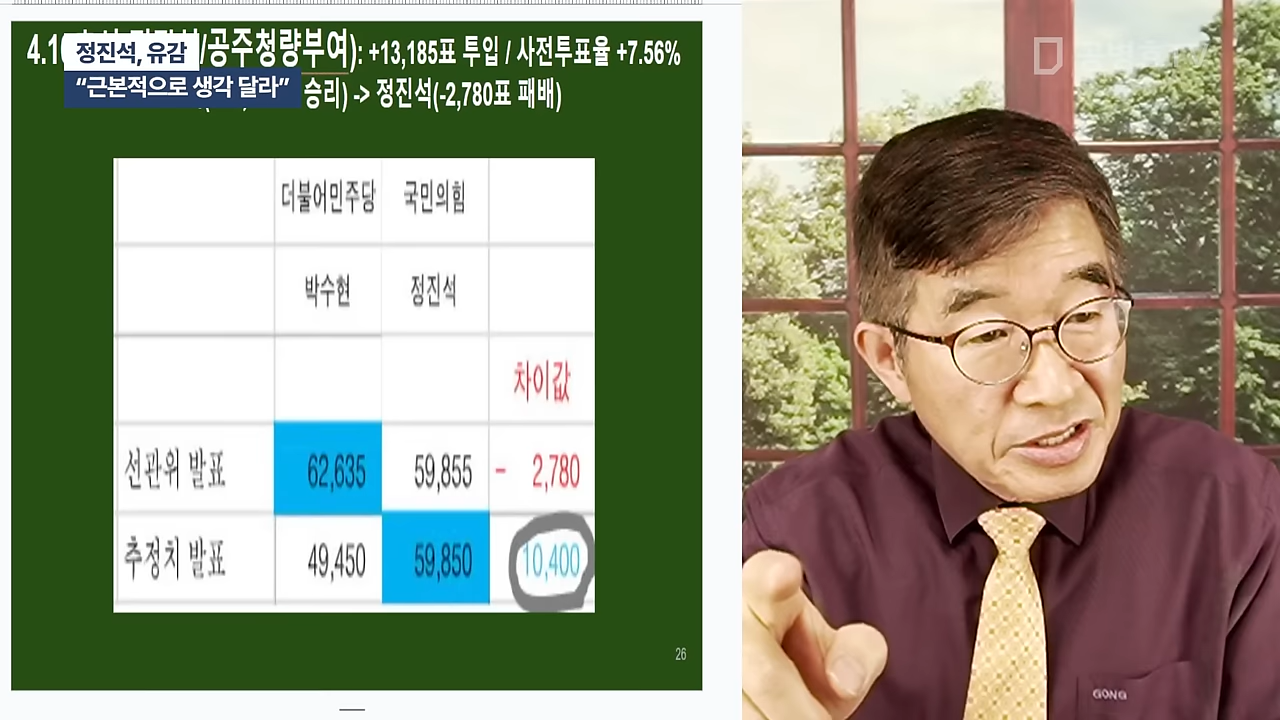 4.1
/공주청량부여): +13,185표 투입 / 사전투표율 +7.56%
정진석, 유감
“근본적으로 생각 달라”
승리) -> 정진석(-2,780표 패배)
더불어민주당 국민의힘
박수현 정진석
차이값
선관위 발표 62,635 59,855 - 2,780
추정치 발표 49,450 59,850 10,400
26
GONG